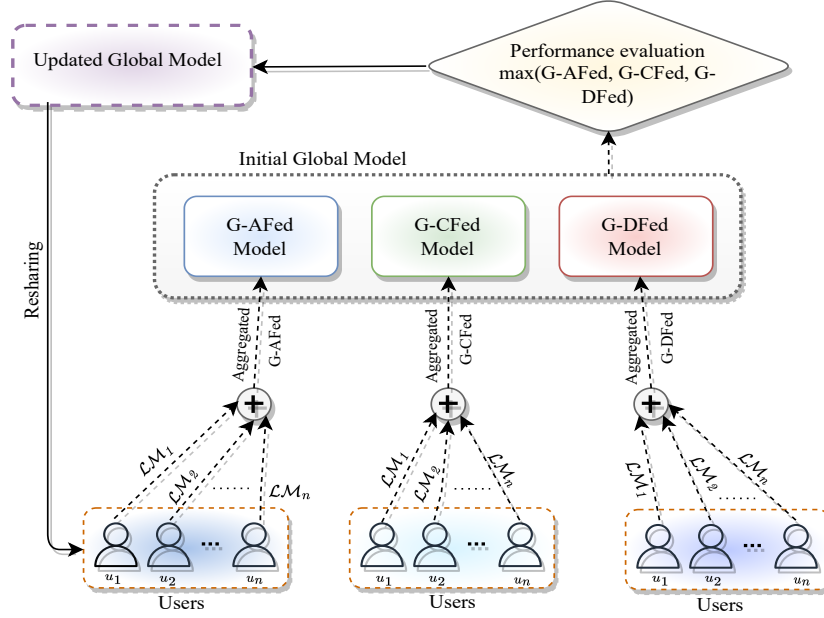 Updated Global Model
Performance evaluation
max(G-AFed, G-CFed, G-
DFed)
Initial Global Model
G-AFed
Model
G-CFed
Model
G-DFed
Model
Resharing
Aggregated
G-AFed
Aggregated
G-CFed
Aggregated
G-DFed
+
+
+
ℒℳ₁
ℒℳ₂
......
ℒℳₙ
ℒℳ₁
ℒℳ₂
......
ℒℳₙ
ℒℳ₁
ℒℳ₂
......
ℒℳₙ
...
...
...
u₁ u₂ uₙ
u₁ u₂ uₙ
u₁ u₂ uₙ
Users
Users
Users